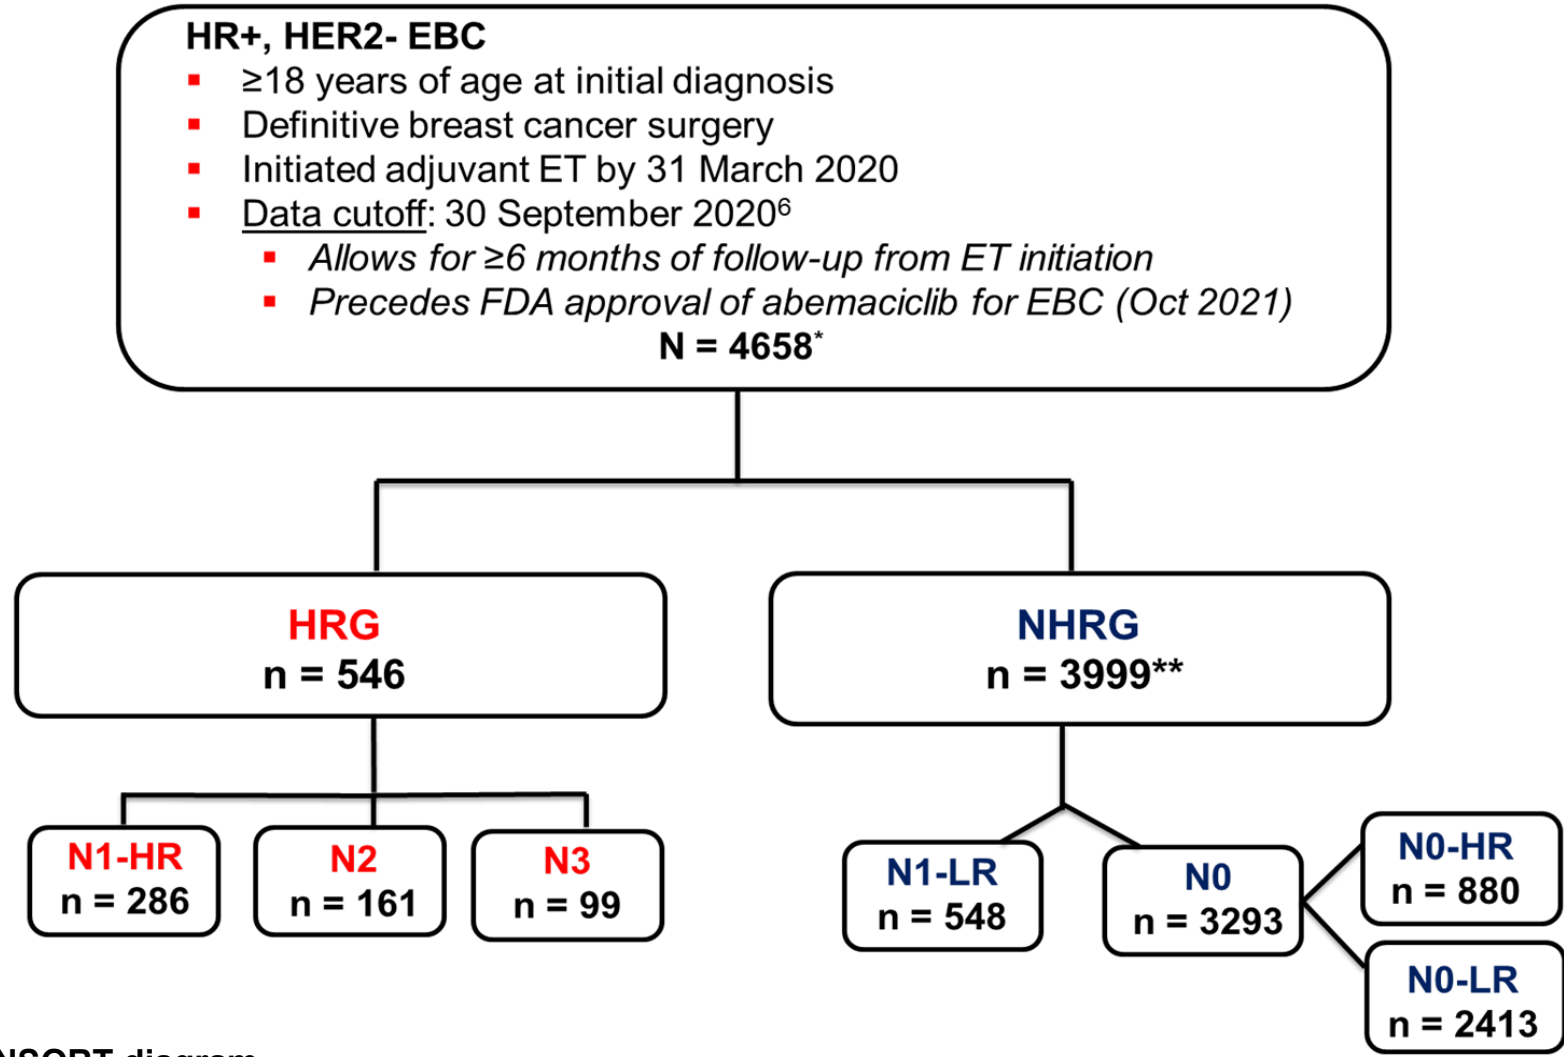 HR+, HER2- EBC
▪ ≥18 years of age at initial diagnosis
▪ Definitive breast cancer surgery
▪ Initiated adjuvant ET by 31 March 2020
▪ Data cutoff: 30 September 2020⁶
▪ Allows for ≥6 months of follow-up from ET initiation
▪ Precedes FDA approval of abemaciclib for EBC (Oct 2021)
N = 4658*
HRG
n = 546
NHRG
n = 3999**
N1-HR
n = 286
N2
n = 161
N3
n = 99
N1-LR
n = 548
N0
n = 3293
N0-HR
n = 880
N0-LR
n = 2413